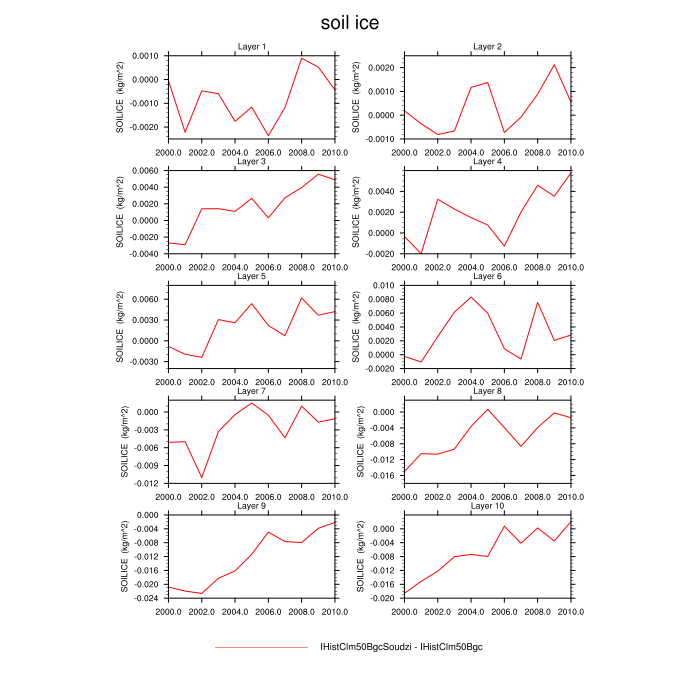 soil ice
Layer 1
Layer 2
SOILICE (kg/m^2)
0.0010
0.0000
-0.0010
-0.0020
2000.0 2002.0 2004.0 2006.0 2008.0 2010.0
SOILICE (kg/m^2)
0.0020
0.0010
0.0000
-0.0010
2000.0 2002.0 2004.0 2006.0 2008.0 2010.0
Layer 3
Layer 4
SOILICE (kg/m^2)
0.0060
0.0040
0.0020
0.0000
-0.0020
-0.0040
2000.0 2002.0 2004.0 2006.0 2008.0 2010.0
SOILICE (kg/m^2)
0.0040
0.0020
0.0000
-0.0020
2000.0 2002.0 2004.0 2006.0 2008.0 2010.0
Layer 5
Layer 6
SOILICE (kg/m^2)
0.0060
0.0030
0.0000
-0.0030
2000.0 2002.0 2004.0 2006.0 2008.0 2010.0
SOILICE (kg/m^2)
0.010
0.0080
0.0060
0.0040
0.0020
0.0000
-0.0020
2000.0 2002.0 2004.0 2006.0 2008.0 2010.0
Layer 7
Layer 8
SOILICE (kg/m^2)
0.000
-0.003
-0.006
-0.009
-0.012
2000.0 2002.0 2004.0 2006.0 2008.0 2010.0
SOILICE (kg/m^2)
0.000
-0.004
-0.008
-0.012
-0.016
2000.0 2002.0 2004.0 2006.0 2008.0 2010.0
Layer 9
Layer 10
SOILICE (kg/m^2)
0.000
-0.004
-0.008
-0.012
-0.016
-0.020
-0.024
2000.0 2002.0 2004.0 2006.0 2008.0 2010.0
SOILICE (kg/m^2)
0.000
-0.004
-0.008
-0.012
-0.016
-0.020
2000.0 2002.0 2004.0 2006.0 2008.0 2010.0
IHistClm50BgcSoudzi - IHistClm50Bgc